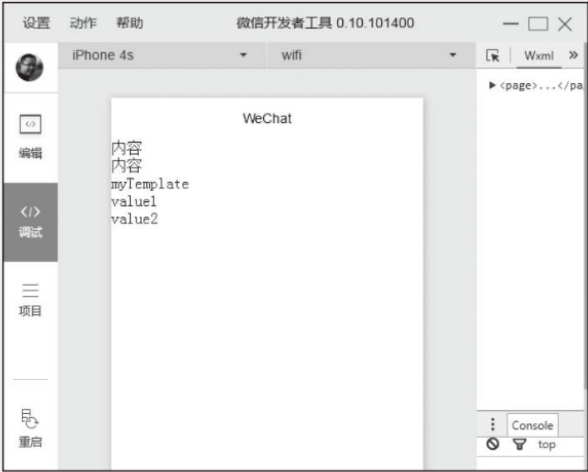 设置 动作 帮助 微信开发者工具 0.10.101400
iPhone 4s wifi Wxml »
▶<page>...</pa
WeChat
</>
编辑
内容
内容
myTemplate
value1
value2
</>
调试
项目
重启
Console
top